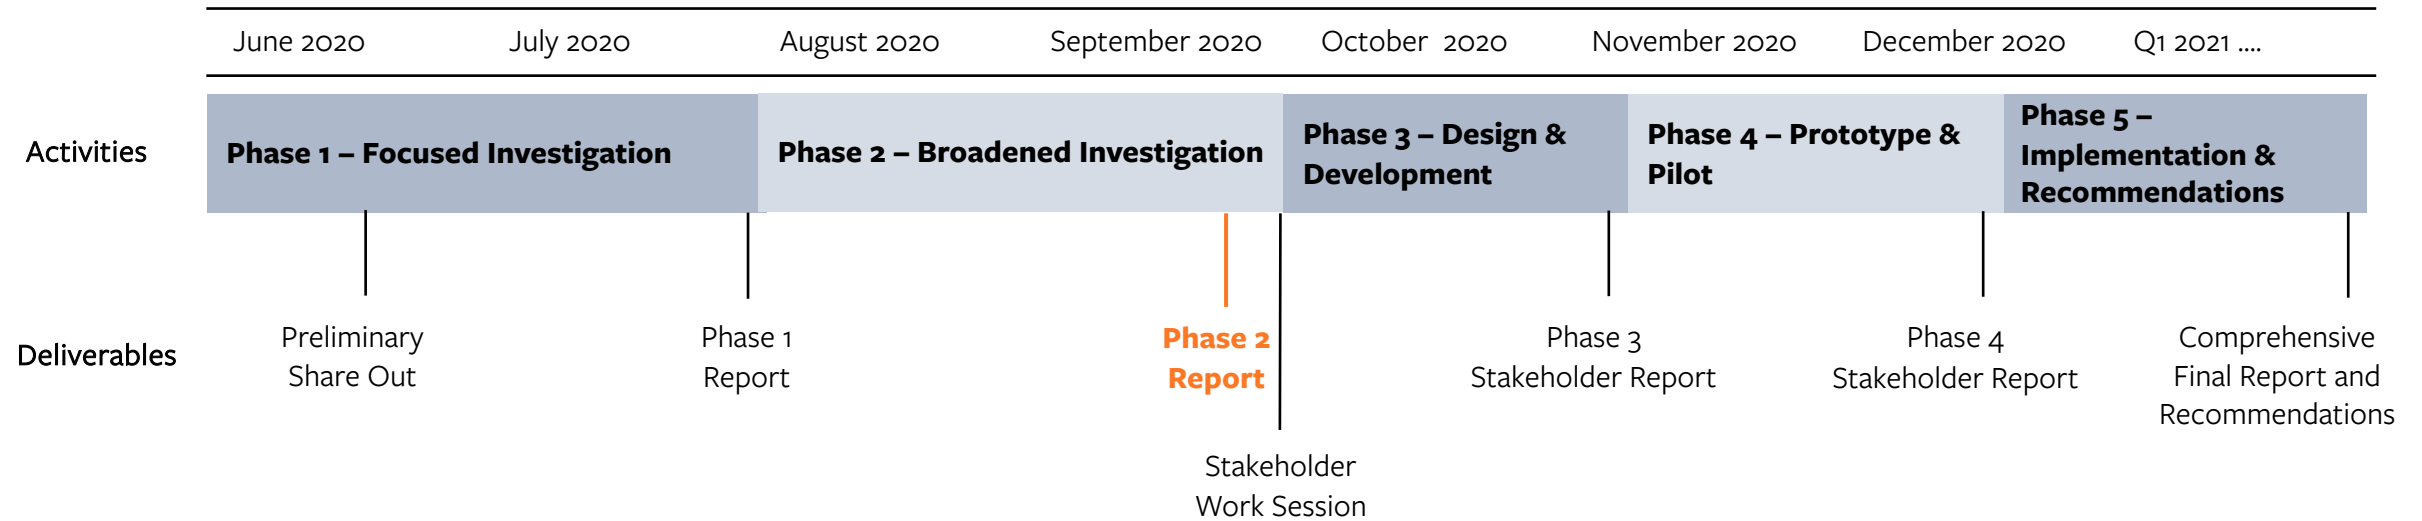 June 2020 July 2020 August 2020 September 2020 October 2020 November 2020 December 2020 Q1 2021 ....
Activities
Phase 1 – Focused Investigation
Phase 2 – Broadened Investigation
Phase 3 – Design &
Development
Phase 4 – Prototype &
Pilot
Phase 5 –
Implementation &
Recommendations
Deliverables
Preliminary
Share Out
Phase 1
Report
Phase 2
Report
Stakeholder
Work Session
Phase 3
Stakeholder Report
Phase 4
Stakeholder Report
Comprehensive
Final Report and
Recommendations